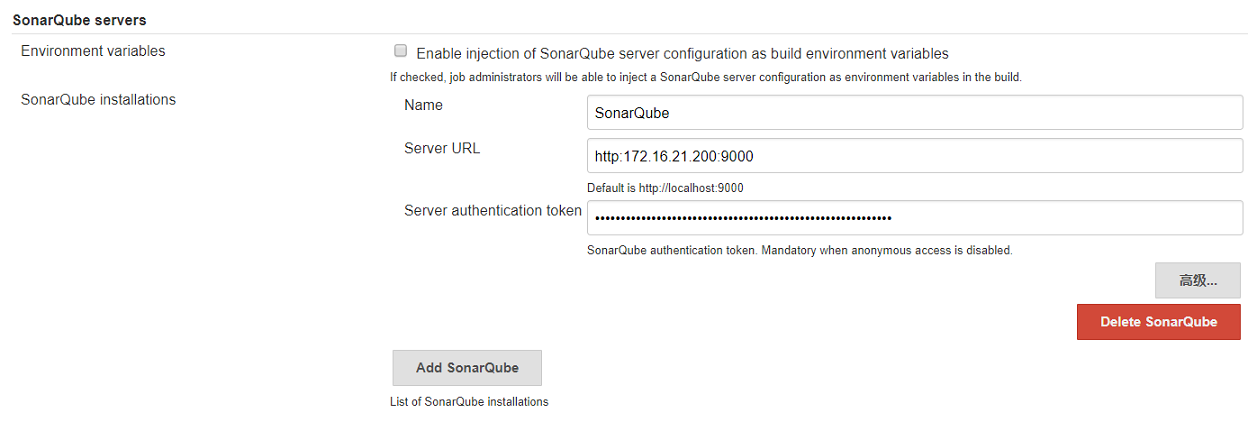 SonarQube servers
Environment variables
Enable injection of SonarQube server configuration as build environment variables
If checked, job administrators will be able to inject a SonarQube server configuration as environment variables in the build.
SonarQube installations
Name
SonarQube
Server URL
http:172.16.21.200:9000
Default is http://localhost:9000
Server authentication token
SonarQube authentication token. Mandatory when anonymous access is disabled.
高级...
Delete SonarQube
Add SonarQube
List of SonarQube installations